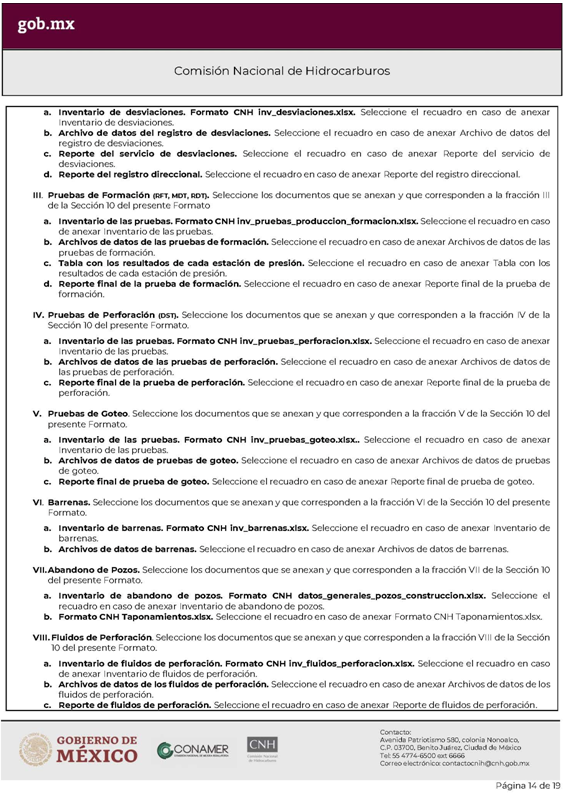 gob.mx
Comisión Nacional de Hidrocarburos
a. Inventario de desviaciones. Formato CNH inv_desviaciones.xlsx. Seleccione el recuadro en caso de anexar
Inventario de desviaciones.
b. Archivo de datos del registro de desviaciones. Seleccione el recuadro en caso de anexar Archivo de datos del
registro de desviaciones.
c. Reporte del servicio de desviaciones. Seleccione el recuadro en caso de anexar Reporte del servicio de
desviaciones.
d. Reporte del registro direccional. Seleccione el recuadro en caso de anexar Reporte del registro direccional.
III. Pruebas de Formación (RFT, MDT, RDT). Seleccione los documentos que se anexan y que corresponden a la fracción III
de la Sección 10 del presente Formato
a. Inventario de las pruebas. Formato CNH inv_pruebas_produccion_formacion.xlsx. Seleccione el recuadro en caso
de anexar Inventario de las pruebas.
b. Archivos de datos de las pruebas de formación. Seleccione el recuadro en caso de anexar Archivos de datos de las
pruebas de formación.
c. Tabla con los resultados de cada estación de presión. Seleccione el recuadro en caso de anexar Tabla con los
resultados de cada estación de presión.
d. Reporte final de la prueba de formación. Seleccione el recuadro en caso de anexar Reporte final de la prueba de
formación.
IV. Pruebas de Perforación (DST). Seleccione los documentos que se anexan y que corresponden a la fracción IV de la
Sección 10 del presente Formato.
a. Inventario de las pruebas. Formato CNH inv_pruebas_perforacion.xlsx. Seleccione el recuadro en caso de anexar
Inventario de las pruebas.
b. Archivos de datos de las pruebas de perforación. Seleccione el recuadro en caso de anexar Archivos de datos de
las pruebas de perforación.
c. Reporte final de la prueba de perforación. Seleccione el recuadro en caso de anexar Reporte final de la prueba de
perforación.
V. Pruebas de Goteo. Seleccione los documentos que se anexan y que corresponden a la fracción V de la Sección 10 del
presente Formato.
a. Inventario de las pruebas. Formato CNH inv_pruebas_goteo.xlsx.. Seleccione el recuadro en caso de anexar
Inventario de las pruebas.
b. Archivos de datos de pruebas de goteo. Seleccione el recuadro en caso de anexar Archivos de datos de pruebas
de goteo.
c. Reporte final de prueba de goteo. Seleccione el recuadro en caso de anexar Reporte final de prueba de goteo.
VI. Barrenas. Seleccione los documentos que se anexan y que corresponden a la fracción VI de la Sección 10 del presente
Formato.
a. Inventario de barrenas. Formato CNH inv_barrenas.xlsx. Seleccione el recuadro en caso de anexar Inventario de
barrenas.
b. Archivos de datos de barrenas. Seleccione el recuadro en caso de anexar Archivos de datos de barrenas.
VII. Abandono de Pozos. Seleccione los documentos que se anexan y que corresponden a la fracción VII de la Sección 10
del presente Formato.
a. Inventario de abandono de pozos. Formato CNH datos_generales_pozos_construccion.xlsx. Seleccione el
recuadro en caso de anexar Inventario de abandono de pozos.
b. Formato CNH Taponamientos.xlsx. Seleccione el recuadro en caso de anexar Formato CNH Taponamientos.xlsx.
VIII. Fluidos de Perforación. Seleccione los documentos que se anexan y que corresponden a la fracción VIII de la Sección
10 del presente Formato.
a. Inventario de fluidos de perforación. Formato CNH inv_fluidos_perforacion.xlsx. Seleccione el recuadro en caso
de anexar Inventario de fluidos de perforación.
b. Archivos de datos de los fluidos de perforación. Seleccione el recuadro en caso de anexar Archivos de datos de los
fluidos de perforación.
c. Reporte de fluidos de perforación. Seleccione el recuadro en caso de anexar Reporte de fluidos de perforación.
GOBIERNO DE
MÉXICO
CONAMER
CNH
Comisión Nacional
de Hidrocarburos
Contacto:
Avenida Patriotismo 580, colonia Nonoalco,
C.P. 03700, Benito Juárez, Ciudad de México
Tel: 55 4774-6500 ext 6666
Correo electrónico: contactocnih@cnh.gob.mx
Página 14 de 19